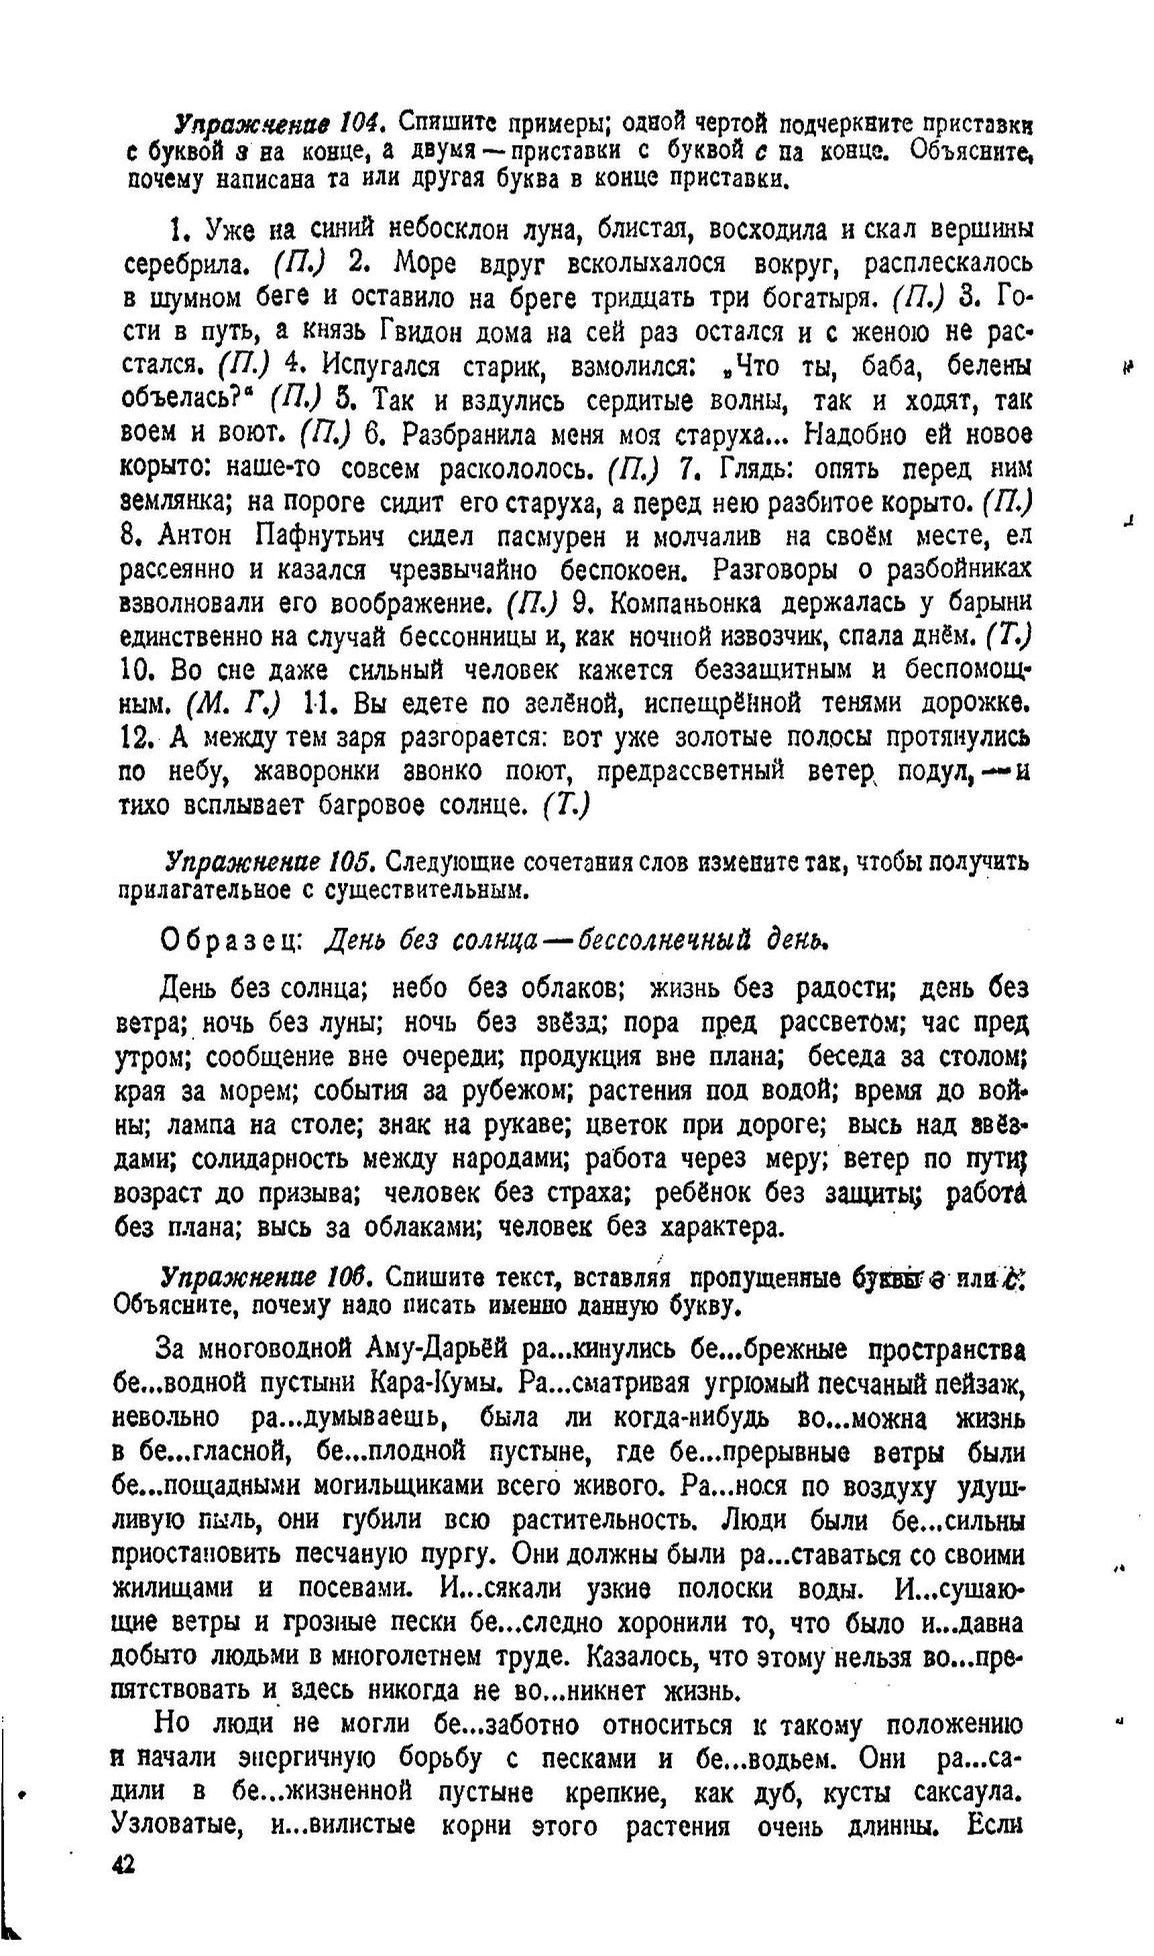 Упражнение 104. Спишите примеры; одной чертой подчеркните приставки
с буквой з на конце, а двумя — приставки с буквой с на конце. Объясните,
почему написана та или другая буква в конце приставки.
1. Уже на синий небосклон луна, блистая, восходила и скал вершины
серебрила. (П.) 2. Море вдруг всколыхалося вокруг, расплескалось
в шумном беге и оставило на бреге тридцать три богатыря. (П.) 3. Го-
сти в путь, а князь Гвидон дома на сей раз остался и с женою не рас-
стался. (П.) 4. Испугался старик, взмолился: „Что ты, баба, белены
объелась?“ (П.) 5. Так и вздулись сердитые волны, так и ходят, так
воем и воют. (П.) 6. Разбранила меня моя старуха... Надобно ей новое
корыто: наше-то совсем раскололось. (П.) 7. Глядь: опять перед ним
землянка; на пороге сидит его старуха, а перед нею разбитое корыто. (П.)
8. Антон Пафнутьич сидел пасмурен и молчалив на своём месте, ел
рассеянно и казался чрезвычайно беспокоен. Разговоры о разбойниках
взволновали его воображение. (П.) 9. Компаньонка держалась у барыни
единственно на случай бессонницы и, как ночной извозчик, спала днём. (Т.)
10. Во сне даже сильный человек кажется беззащитным и беспомощ-
ным. (М. Г.) 11. Вы едете по зелёной, испещрённой тенями дорожке.
12. А между тем заря разгорается: вот уже золотые полосы протянулись
по небу, жаворонки звонко поют, предрассветный ветер подул, — и
тихо всплывает багровое солнце. (Т.)
Упражнение 105. Следующие сочетания слов измените так, чтобы получить
прилагательное с существительным.
Образец: День без солнца — бессолнечный день.
День без солнца; небо без облаков; жизнь без радости; день без
ветра; ночь без луны; ночь без звёзд; пора пред рассветом; час пред
утром; сообщение вне очереди; продукция вне плана; беседа за столом;
края за морем; события за рубежом; растения под водой; время до вой-
ны; лампа на столе; знак на рукаве; цветок при дороге; высь над звёз-
дами; солидарность между народами; работа через меру; ветер по пути;
возраст до призыва; человек без страха; ребёнок без защиты; работа
без плана; высь за облаками; человек без характера.
Упражнение 106. Спишите текст, вставляя пропущенные буквы з или с.
Объясните, почему надо писать именно данную букву.
За многоводной Аму-Дарьёй ра...кинулись бе...брежные пространства
бе...водной пустыни Кара-Кумы. Ра...сматривая угрюмый песчаный пейзаж,
невольно ра...думываешь, была ли когда-нибудь во...можна жизнь
в бе...гласной, бе...плодной пустыне, где бе...прерывные ветры были
бе...пощадными могильщиками всего живого. Ра...нося по воздуху удуш-
ливую пыль, они губили всю растительность. Люди были бе...сильны
приостановить песчаную пургу. Они должны были ра...ставаться со своими
жилищами и посевами. И...сякали узкие полоски воды. И...сушаю-
щие ветры и грозные пески бе...следно хоронили то, что было и...давна
добыто людьми в многолетнем труде. Казалось, что этому нельзя во...пре-
пятствовать и здесь никогда не во...никнет жизнь.
Но люди не могли бе...заботно относиться к такому положению
и начали энергичную борьбу с песками и бе...водьем. Они ра...са-
дили в бе...жизненной пустыне крепкие, как дуб, кусты саксаула.
Узловатые, и...вилистые корни этого растения очень длинны. Если
42